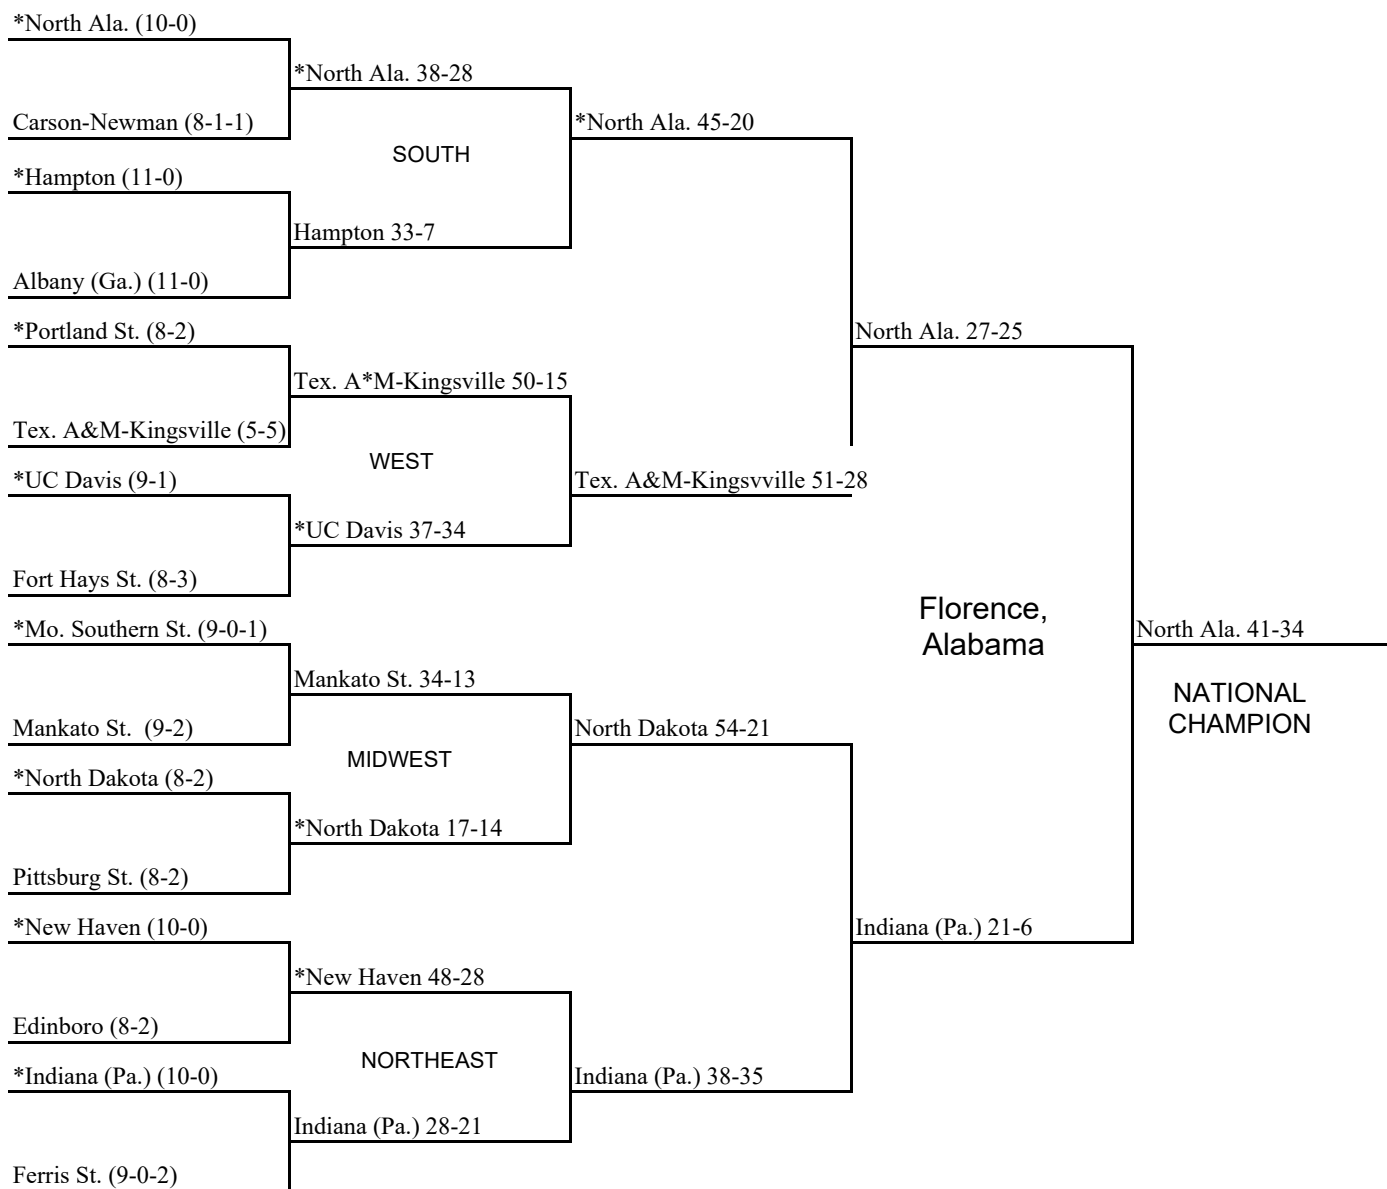 *North Ala. (10-0)
*North Ala. 38-28
Carson-Newman (8-1-1)
*North Ala. 45-20
SOUTH
*Hampton (11-0)
Hampton 33-7
Albany (Ga.) (11-0)
*Portland St. (8-2)
North Ala. 27-25
Tex. A*M-Kingsville 50-15
Tex. A&M-Kingsville (5-5)
WEST
*UC Davis (9-1)
Tex. A&M-Kingsvville 51-28
*UC Davis 37-34
Fort Hays St. (8-3)
Florence,
Alabama
*Mo. Southern St. (9-0-1)
North Ala. 41-34
Mankato St. 34-13
NATIONAL
CHAMPION
Mankato St.  (9-2)
North Dakota 54-21
MIDWEST
*North Dakota (8-2)
*North Dakota 17-14
Pittsburg St. (8-2)
*New Haven (10-0)
Indiana (Pa.) 21-6
*New Haven 48-28
Edinboro (8-2)
NORTHEAST
*Indiana (Pa.) (10-0)
Indiana (Pa.) 38-35
Indiana (Pa.) 28-21
Ferris St. (9-0-2)